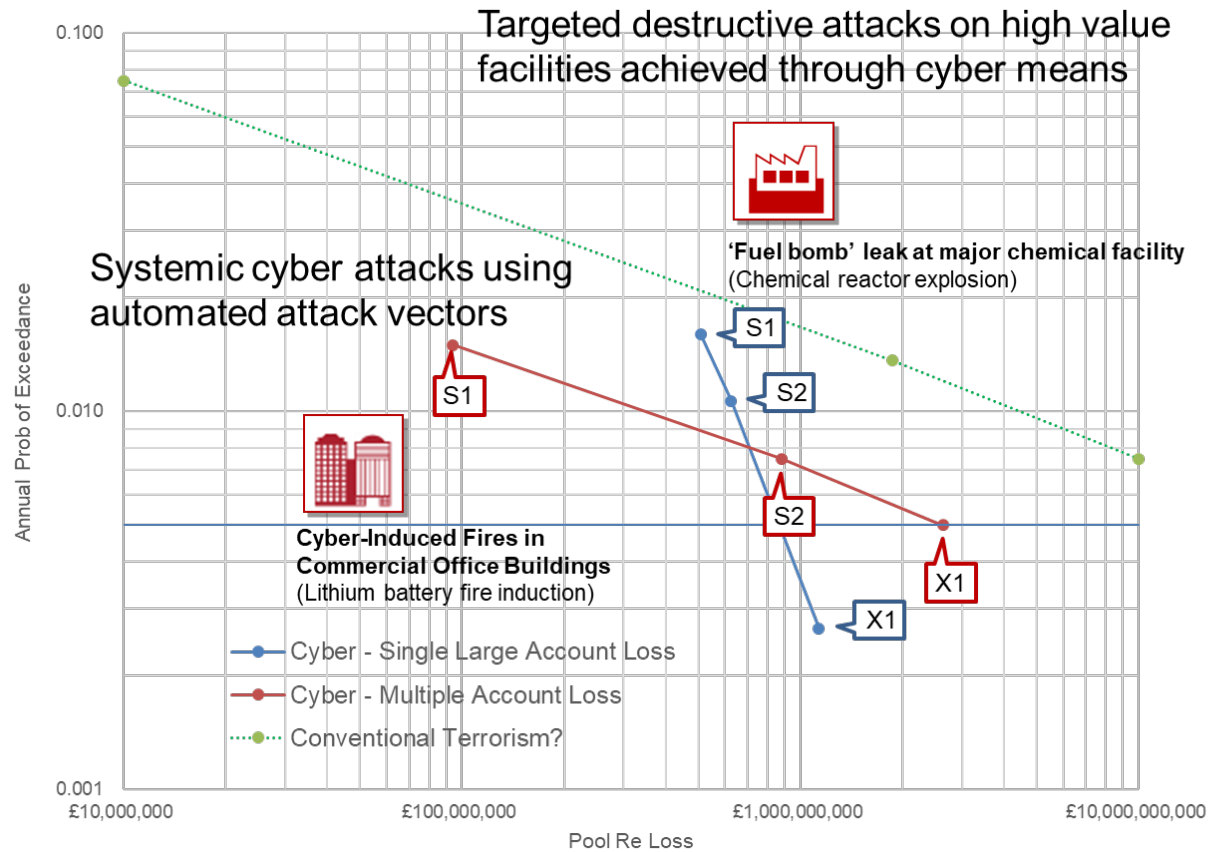 Targeted destructive attacks on high value
facilities achieved through cyber means
0.100
‘Fuel bomb’ leak at major chemical facility
(Chemical reactor explosion)
Systemic cyber attacks using
automated attack vectors
S1
S2
S1
0.010
S2
Cyber-Induced Fires in
Commercial Office Buildings
(Lithium battery fire induction)
X1
X1
Cyber - Single Large Account Loss
Cyber - Multiple Account Loss
Conventional Terrorism?
0.001
£10,000,000
£100,000,000
£1,000,000,000
£10,000,000,000
Pool Re Loss
Annual Prob of Exceedance